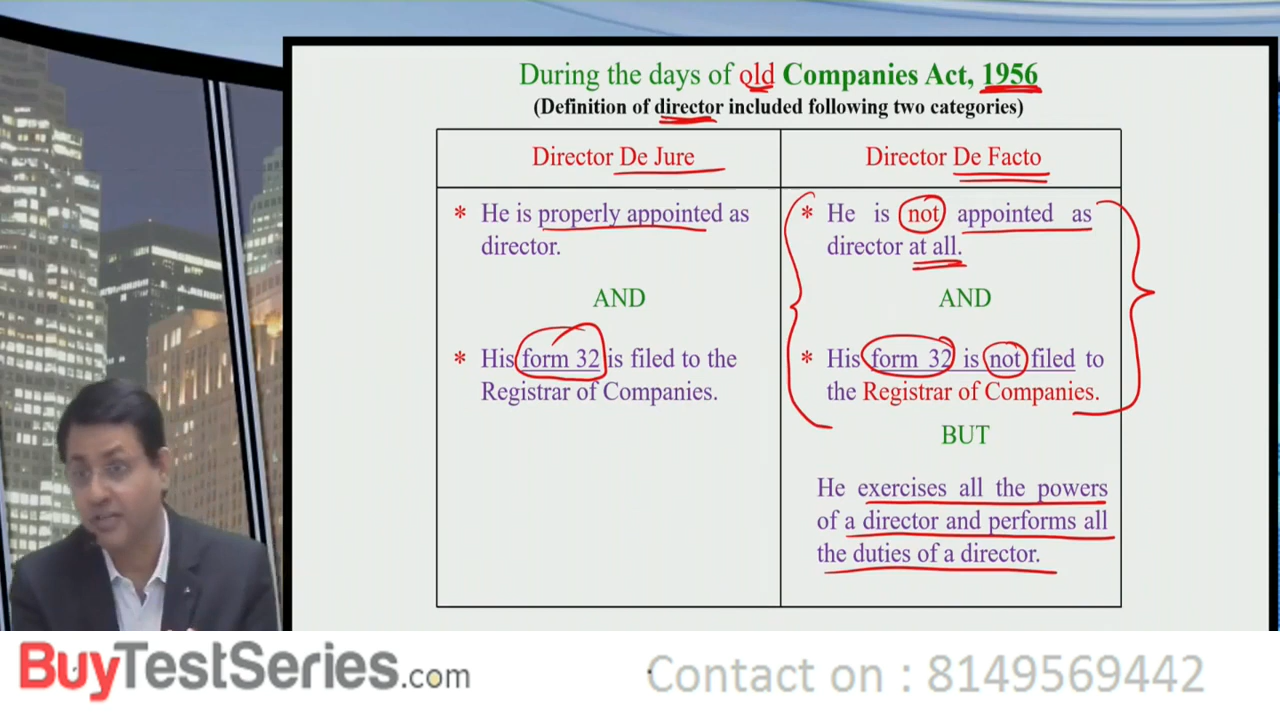 During the days of old Companies Act, 1956
(Definition of director included following two categories)
Director De Jure
* He is properly appointed as
director.
AND
* His form 32 is filed to the
Registrar of Companies.
Director De Facto
* He is not appointed as
director at all.
AND
* His form 32 is not filed to
the Registrar of Companies.
BUT
He exercises all the powers
of a director and performs all
the duties of a director.
BuyTestSeries.com
Contact on : 8149569442